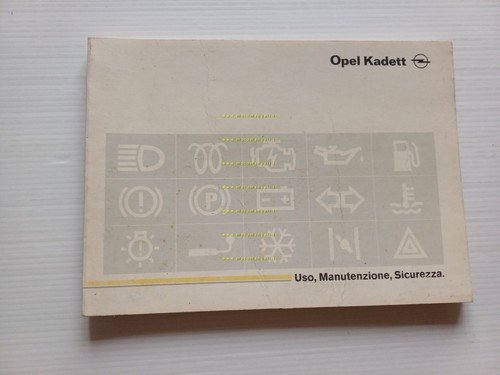 Opel Kadett
P
Uso, Manutenzione, Sicurezza.